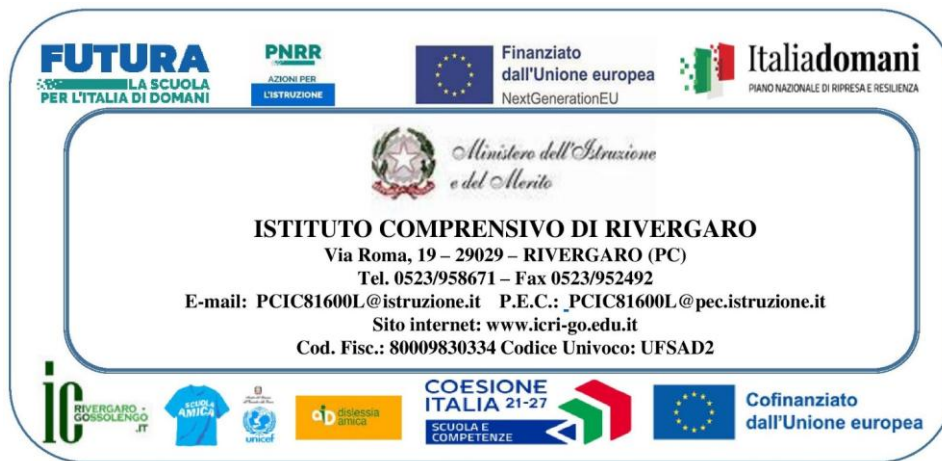 FUTURA
LA SCUOLA
PER L'ITALIA DI DOMANI
PNRR
AZIONI PER
L'ISTRUZIONE
Finanziato
dall'Unione europea
NextGenerationEU
Italiadomani
PIANO NAZIONALE DI RIPRESA E RESILIENZA
Ministero dell'Istruzione
e del Merito
ISTITUTO COMPRENSIVO DI RIVERGARO
Via Roma, 19 – 29029 – RIVERGARO (PC)
Tel. 0523/958671 – Fax 0523/952492
E-mail: PCIC81600L@istruzione.it P.E.C.: PCIC81600L@pec.istruzione.it
Sito internet: www.icri-go.edu.it
Cod. Fisc.: 80009830334 Codice Univoco: UFSAD2
ic
RIVERGARO -
GOSSOLENGO
.IT
SCUOLA
AMICA
unicef
aiD dislessia
amica
COESIONE
ITALIA 21-27
SCUOLA E
COMPETENZE
Cofinanziato
dall'Unione europea